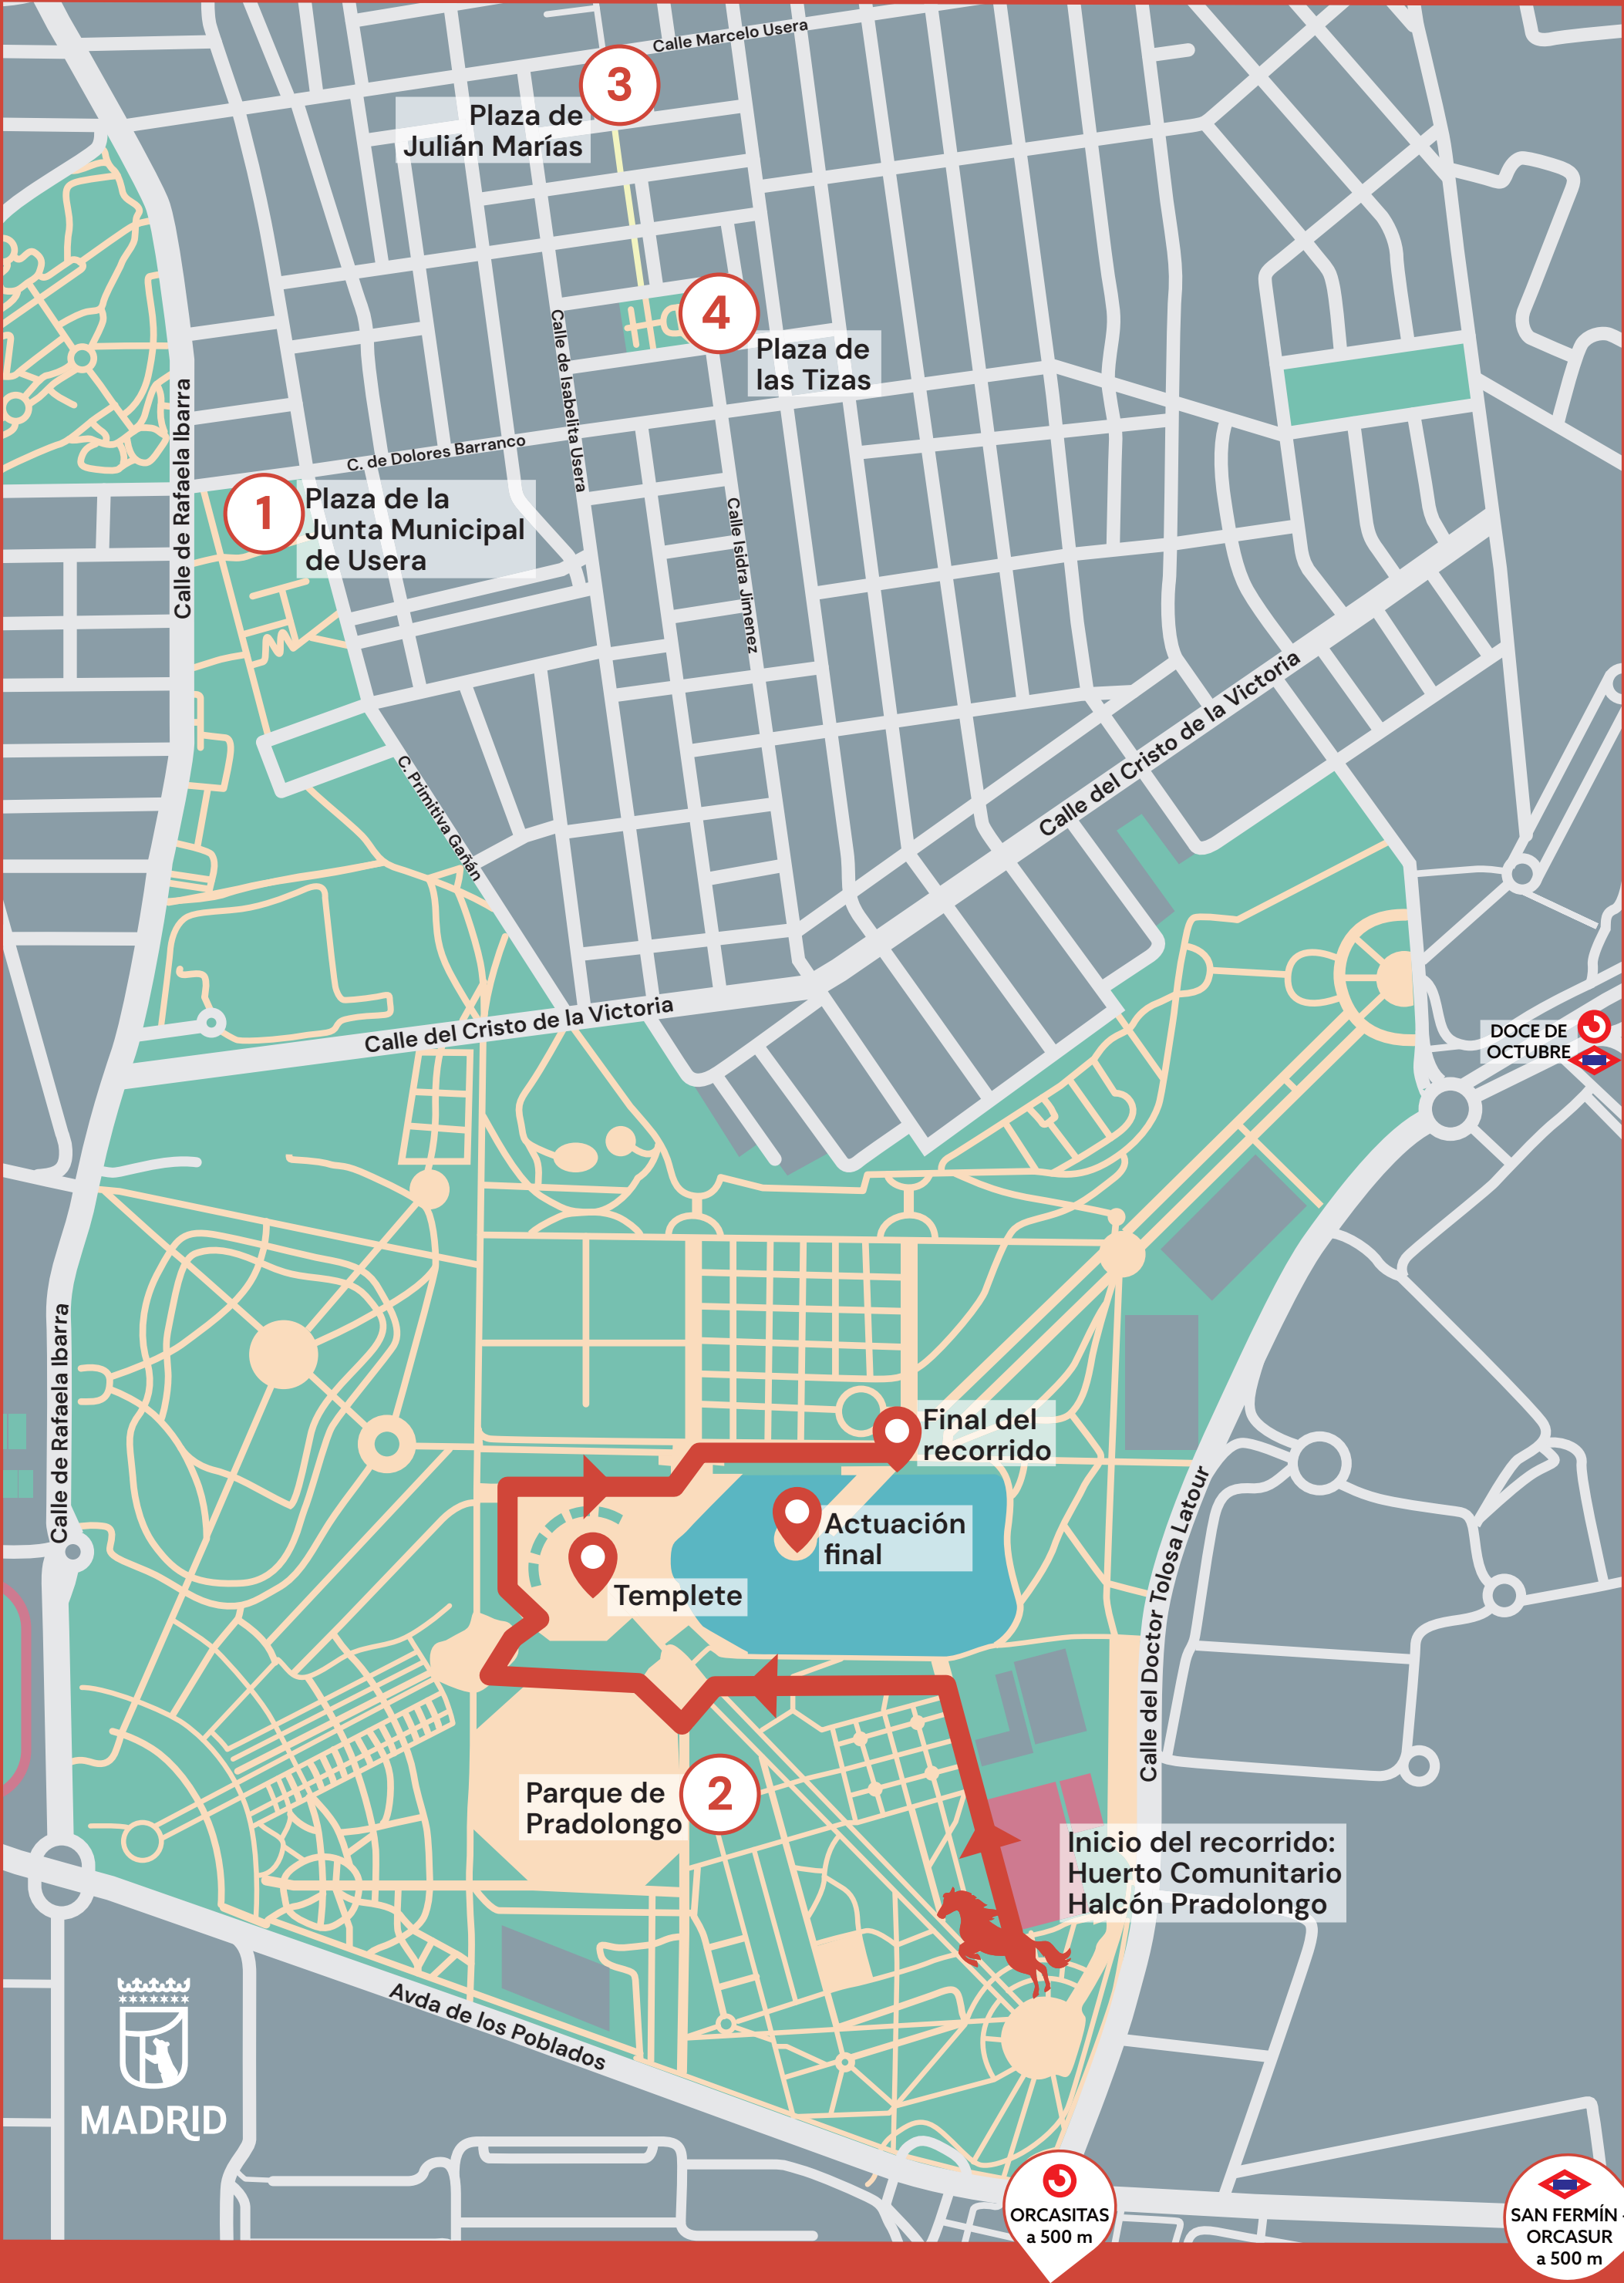 Calle Marcelo Usera
3
Plaza de
Julián Marías
4
Plaza de
las Tizas
Calle de Isabelita Usera
Calle de Rafaela Ibarra
C. de Dolores Barranco
1
Plaza de la
Junta Municipal
de Usera
Calle Isidra Jimenez
Calle del Cristo de la Victoria
C. Primitiva Gañán
Calle del Cristo de la Victoria
DOCE DE
OCTUBRE
Calle de Rafaela Ibarra
Final del
recorrido
Actuación
final
Templete
Calle del Doctor Tolosa Latour
Parque de
Pradolongo
2
Inicio del recorrido:
Huerto Comunitario
Halcón Pradolongo
Avda de los Poblados
MADRID
ORCASITAS
a 500 m
SAN FERMÍN -
ORCASUR
a 500 m